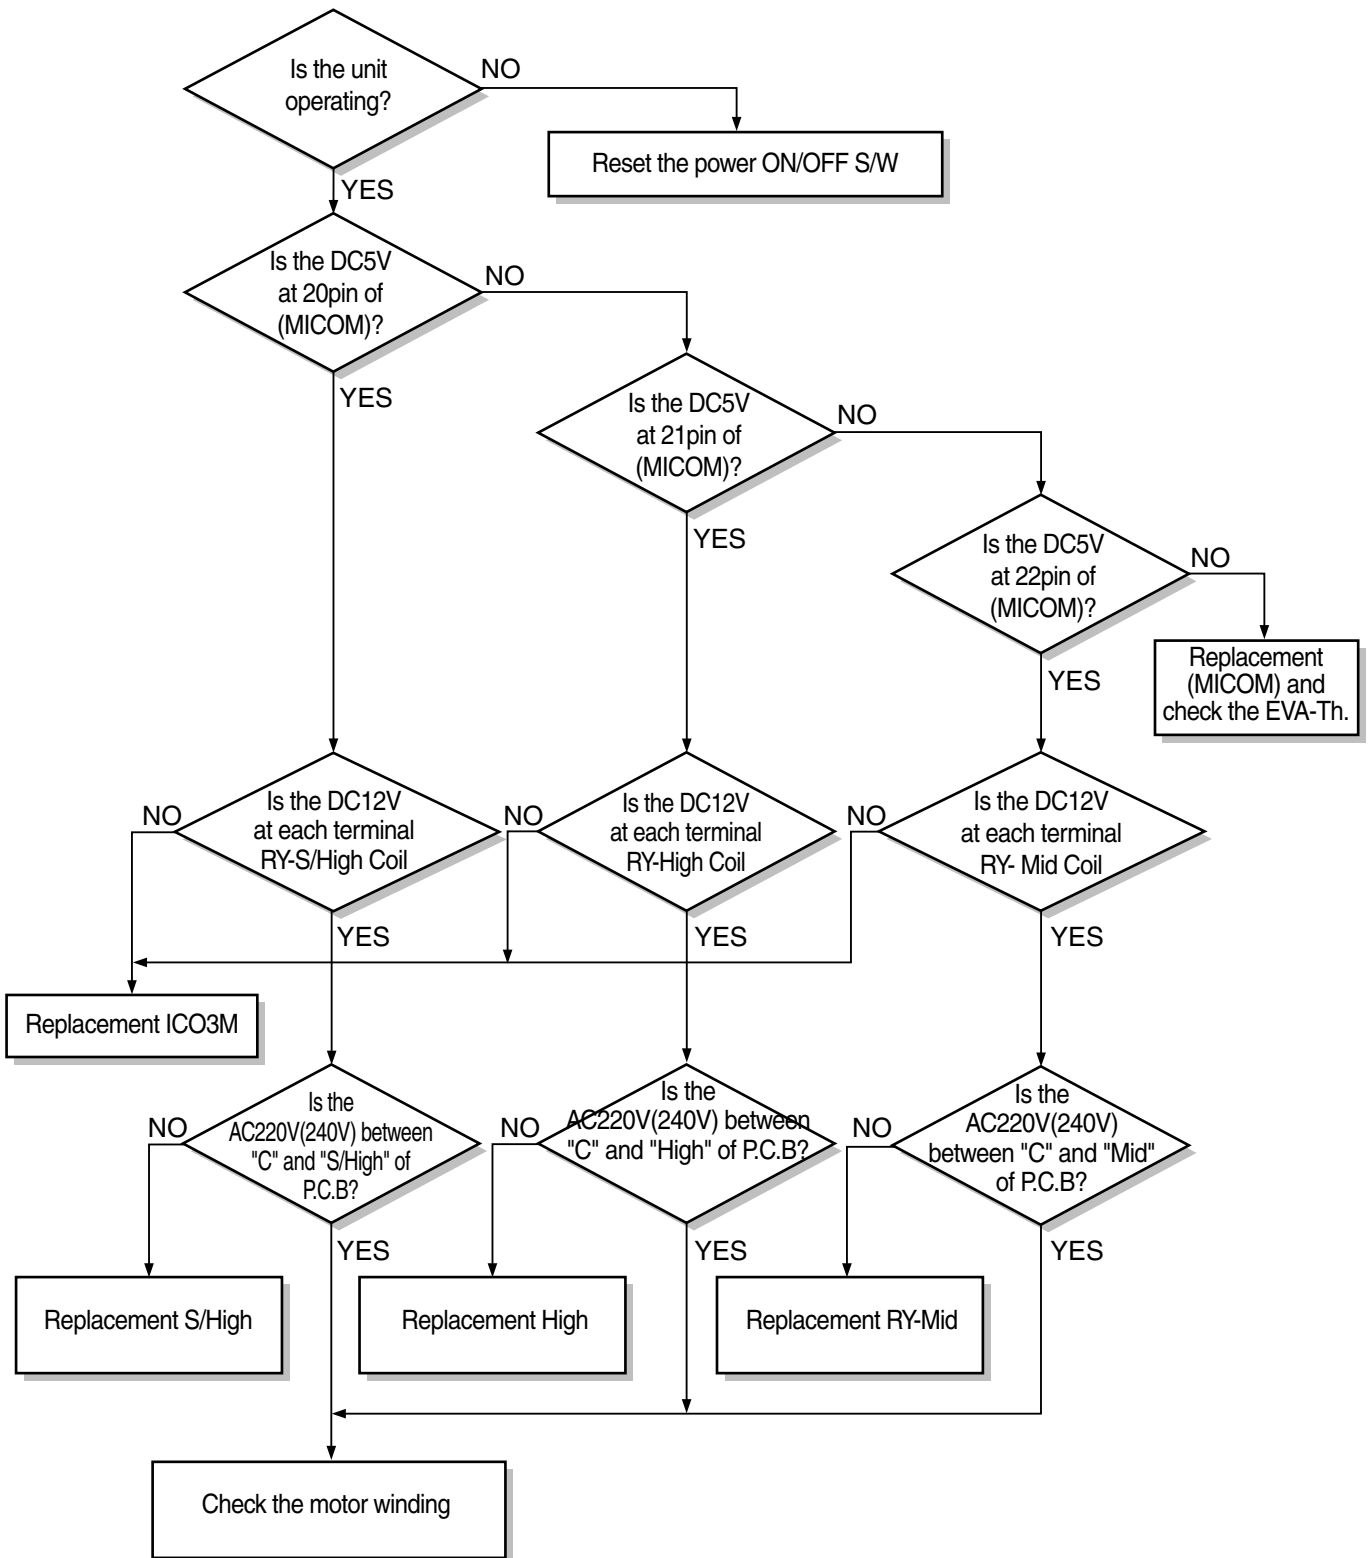 Is the unit
operating?
NO
Reset the power ON/OFF S/W
YES
Is the DC5V
at 20pin of
(MICOM)?
NO
YES
Is the DC5V
at 21pin of
(MICOM)?
NO
YES
Is the DC5V
at 22pin of
(MICOM)?
NO
YES
Replacement
(MICOM) and
check the EVA-Th.
NO
Is the DC12V
at each terminal
RY-S/High Coil
YES
NO
Is the DC12V
at each terminal
RY-High Coil
YES
NO
Is the DC12V
at each terminal
RY- Mid Coil
YES
Replacement ICO3M
NO
Is the
AC220V(240V) between
"C" and "S/High" of
P.C.B?
YES
NO
Is the
AC220V(240V) between
"C" and "High" of P.C.B?
YES
NO
Is the
AC220V(240V)
between "C" and "Mid"
of P.C.B?
YES
Replacement S/High
Replacement High
Replacement RY-Mid
Check the motor winding